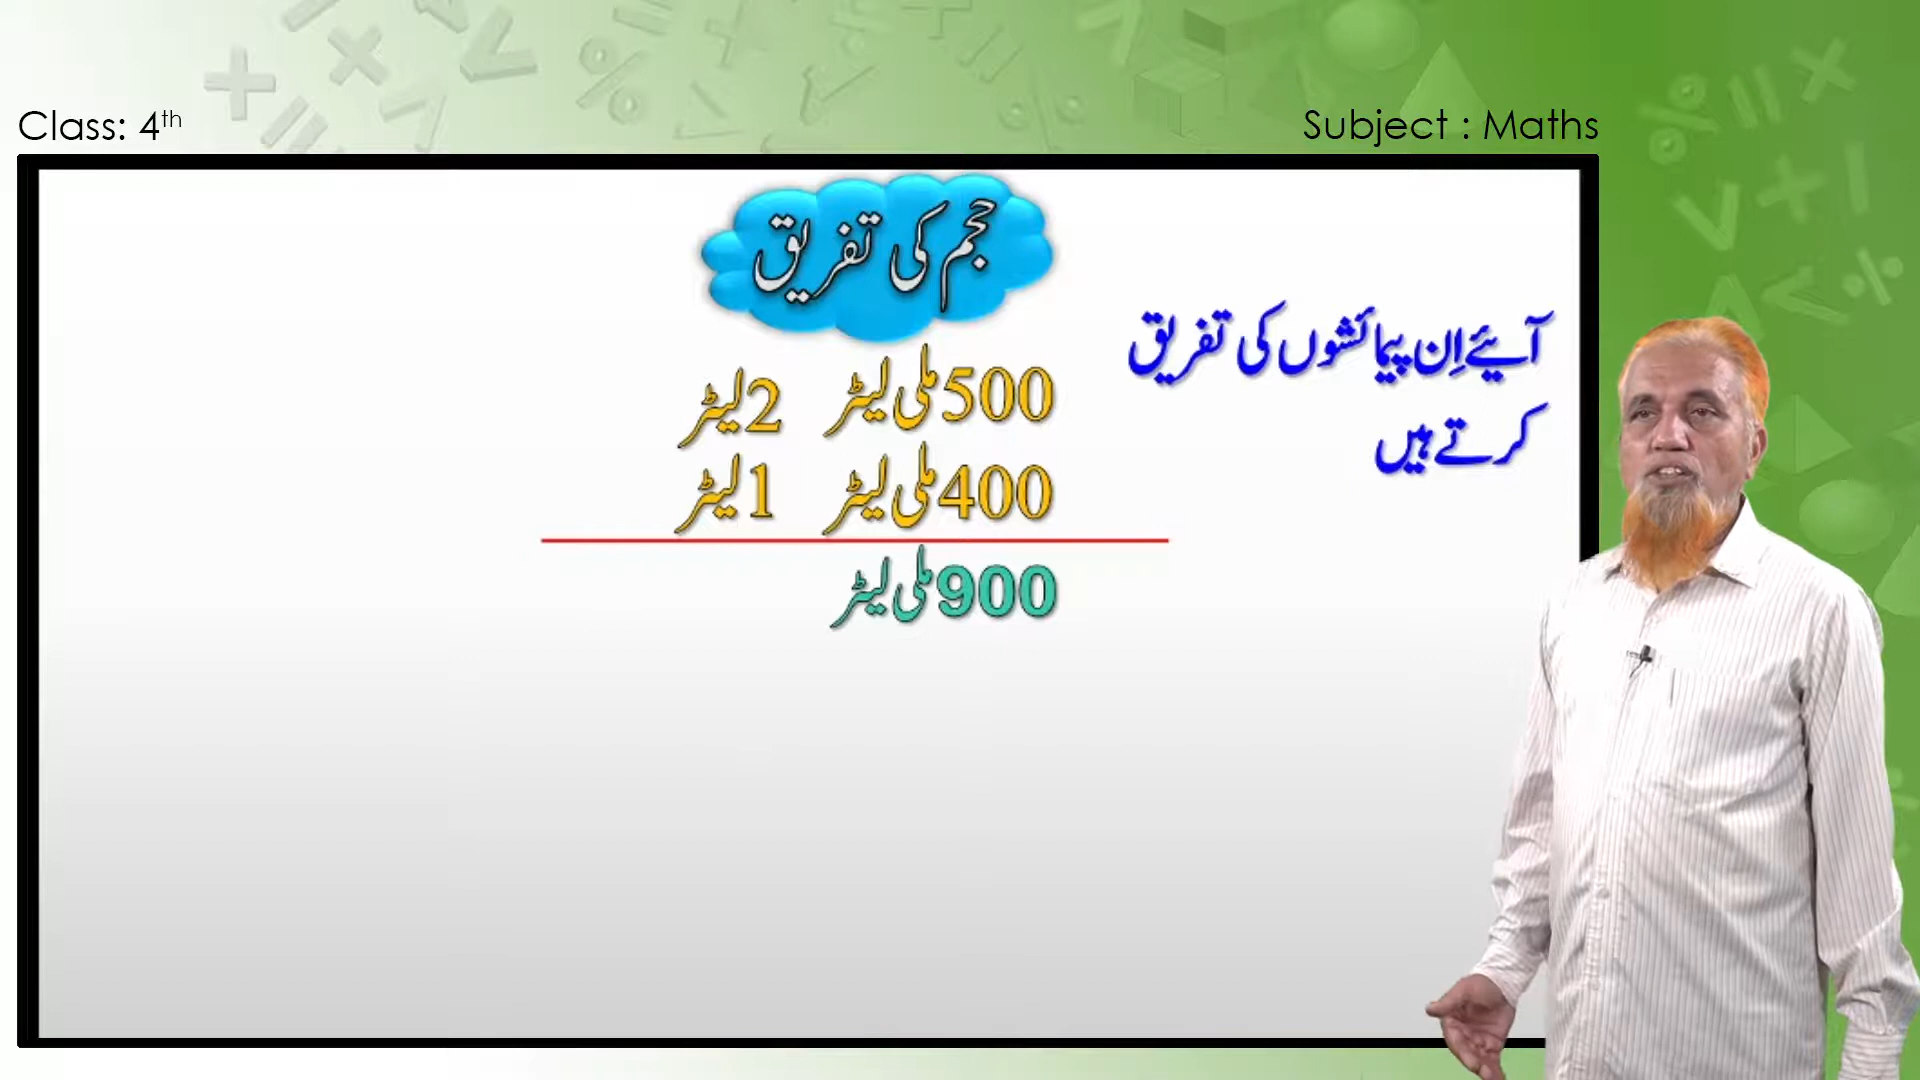 Class: 4th
Subject : Maths
حجم کی تفریق
آیئے اِن پیمائشوں کی تفریق
کرتے ہیں
2 لیٹر 500 ملی لیٹر
1 لیٹر 400 ملی لیٹر
900 ملی لیٹر